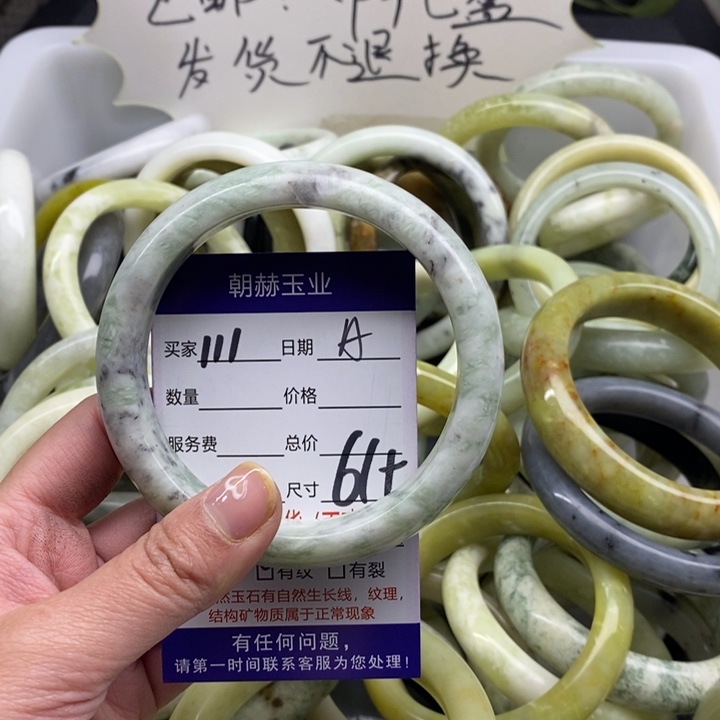 发货不退换
朝赫玉业
买家 111 日期 A
数量 价格
服务费 总价
尺寸 61+
有纹 有裂
然玉石有自然生长线，纹理，
结构矿物质属于正常现象
有任何问题，
请第一时间联系客服为您处理！